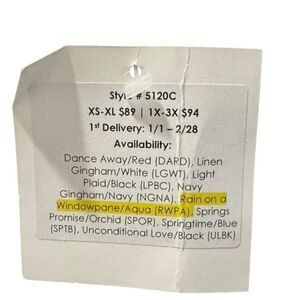 Style # 5120C
XS-XL $89 | 1X-3X $94
1st Delivery: 1/1 – 2/28
Availability:
Dance Away/Red (DARD), Linen
Gingham/White (LGWT), Light
Plaid/Black (LPBC), Navy
Gingham/Navy (NGNA), Rain on a
Windowpane/Aqua (RWPA), Springs
Promise/Orchid (SPOR), Springtime/Blue
(SPTB), Unconditional Love/Black (ULBK)